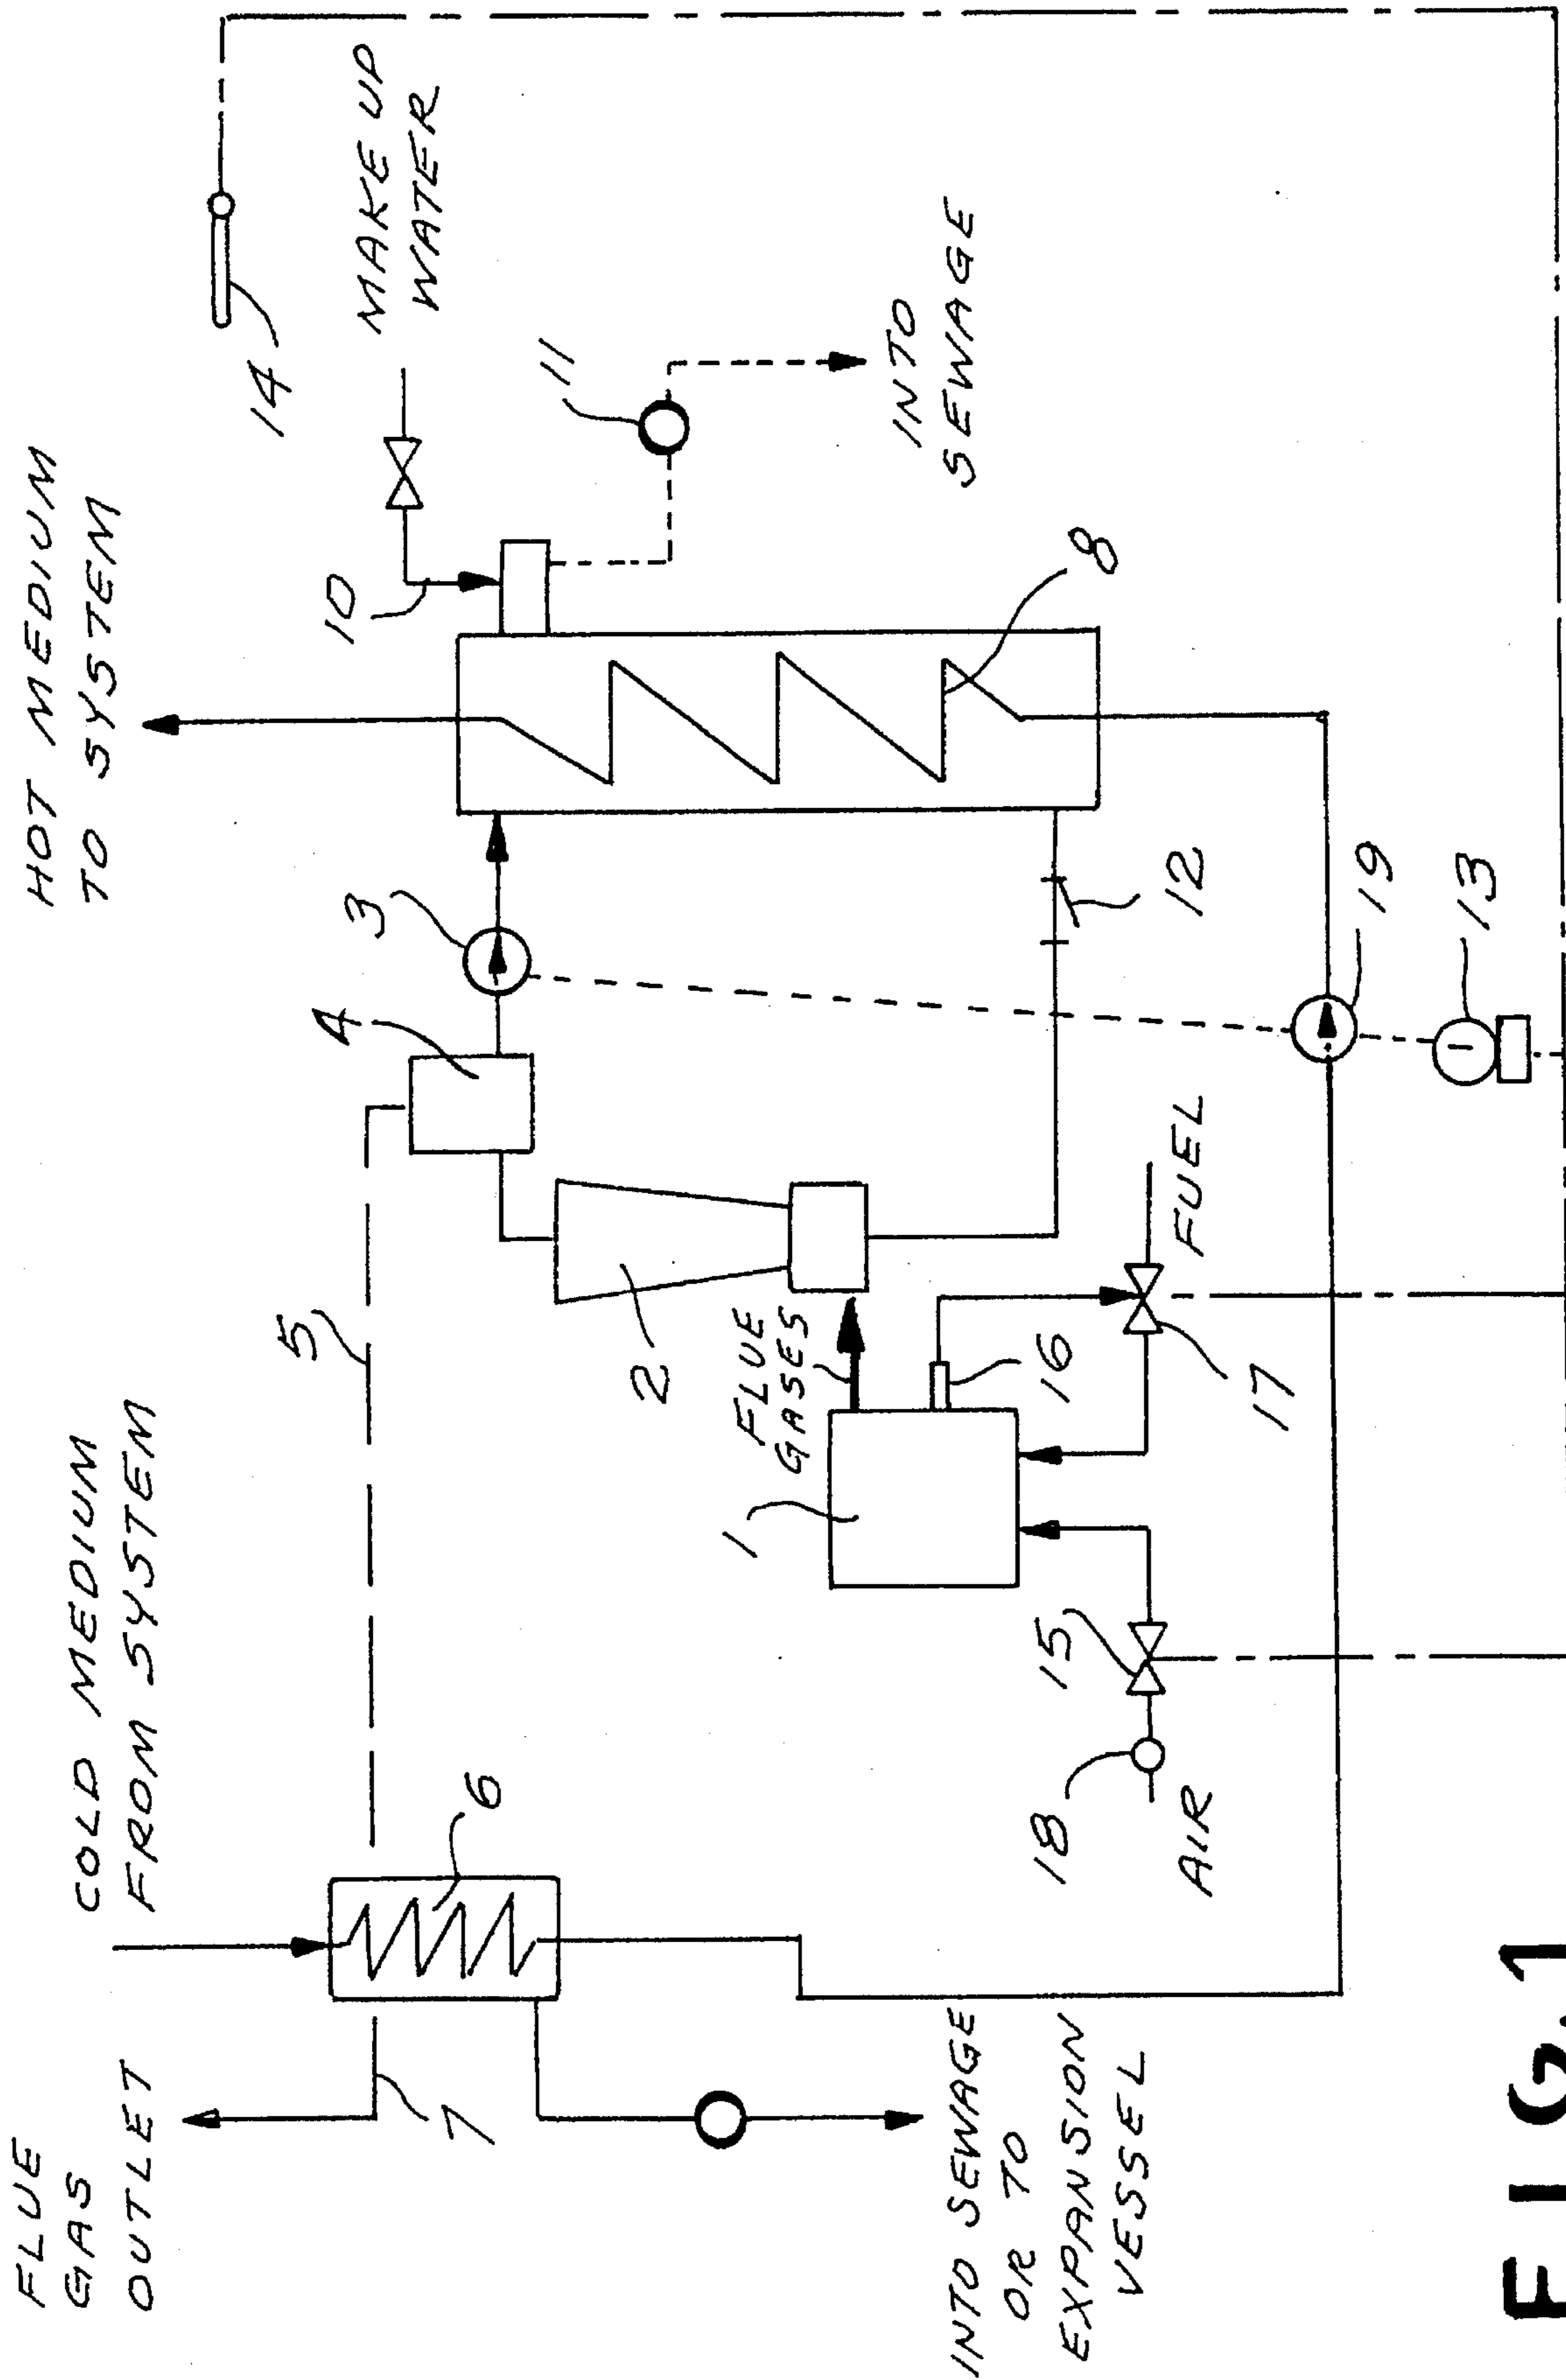 FLUE
GAS
OUTLET
COLD MEDIUM
FROM SYSTEM
HOT MEDIUM
TO SYSTEM
14
MAKE UP
WATER
10
11
INTO
SEWAGE
3
4
5
6
7
2
FLUE
GASES
1
8
12
16
FUEL
17
15
18
AIR
19
13
INTO SEWAGE
OR TO
EXPANSION
VESSEL
FIG.1